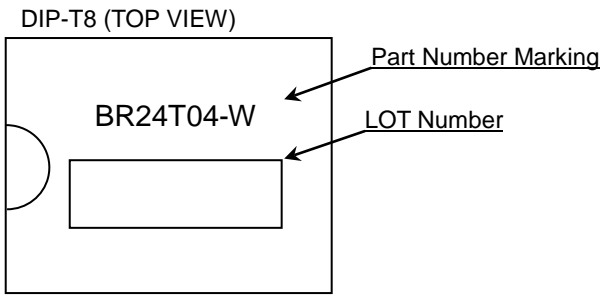 DIP-T8 (TOP VIEW)
Part Number Marking
BR24T04-W
LOT Number